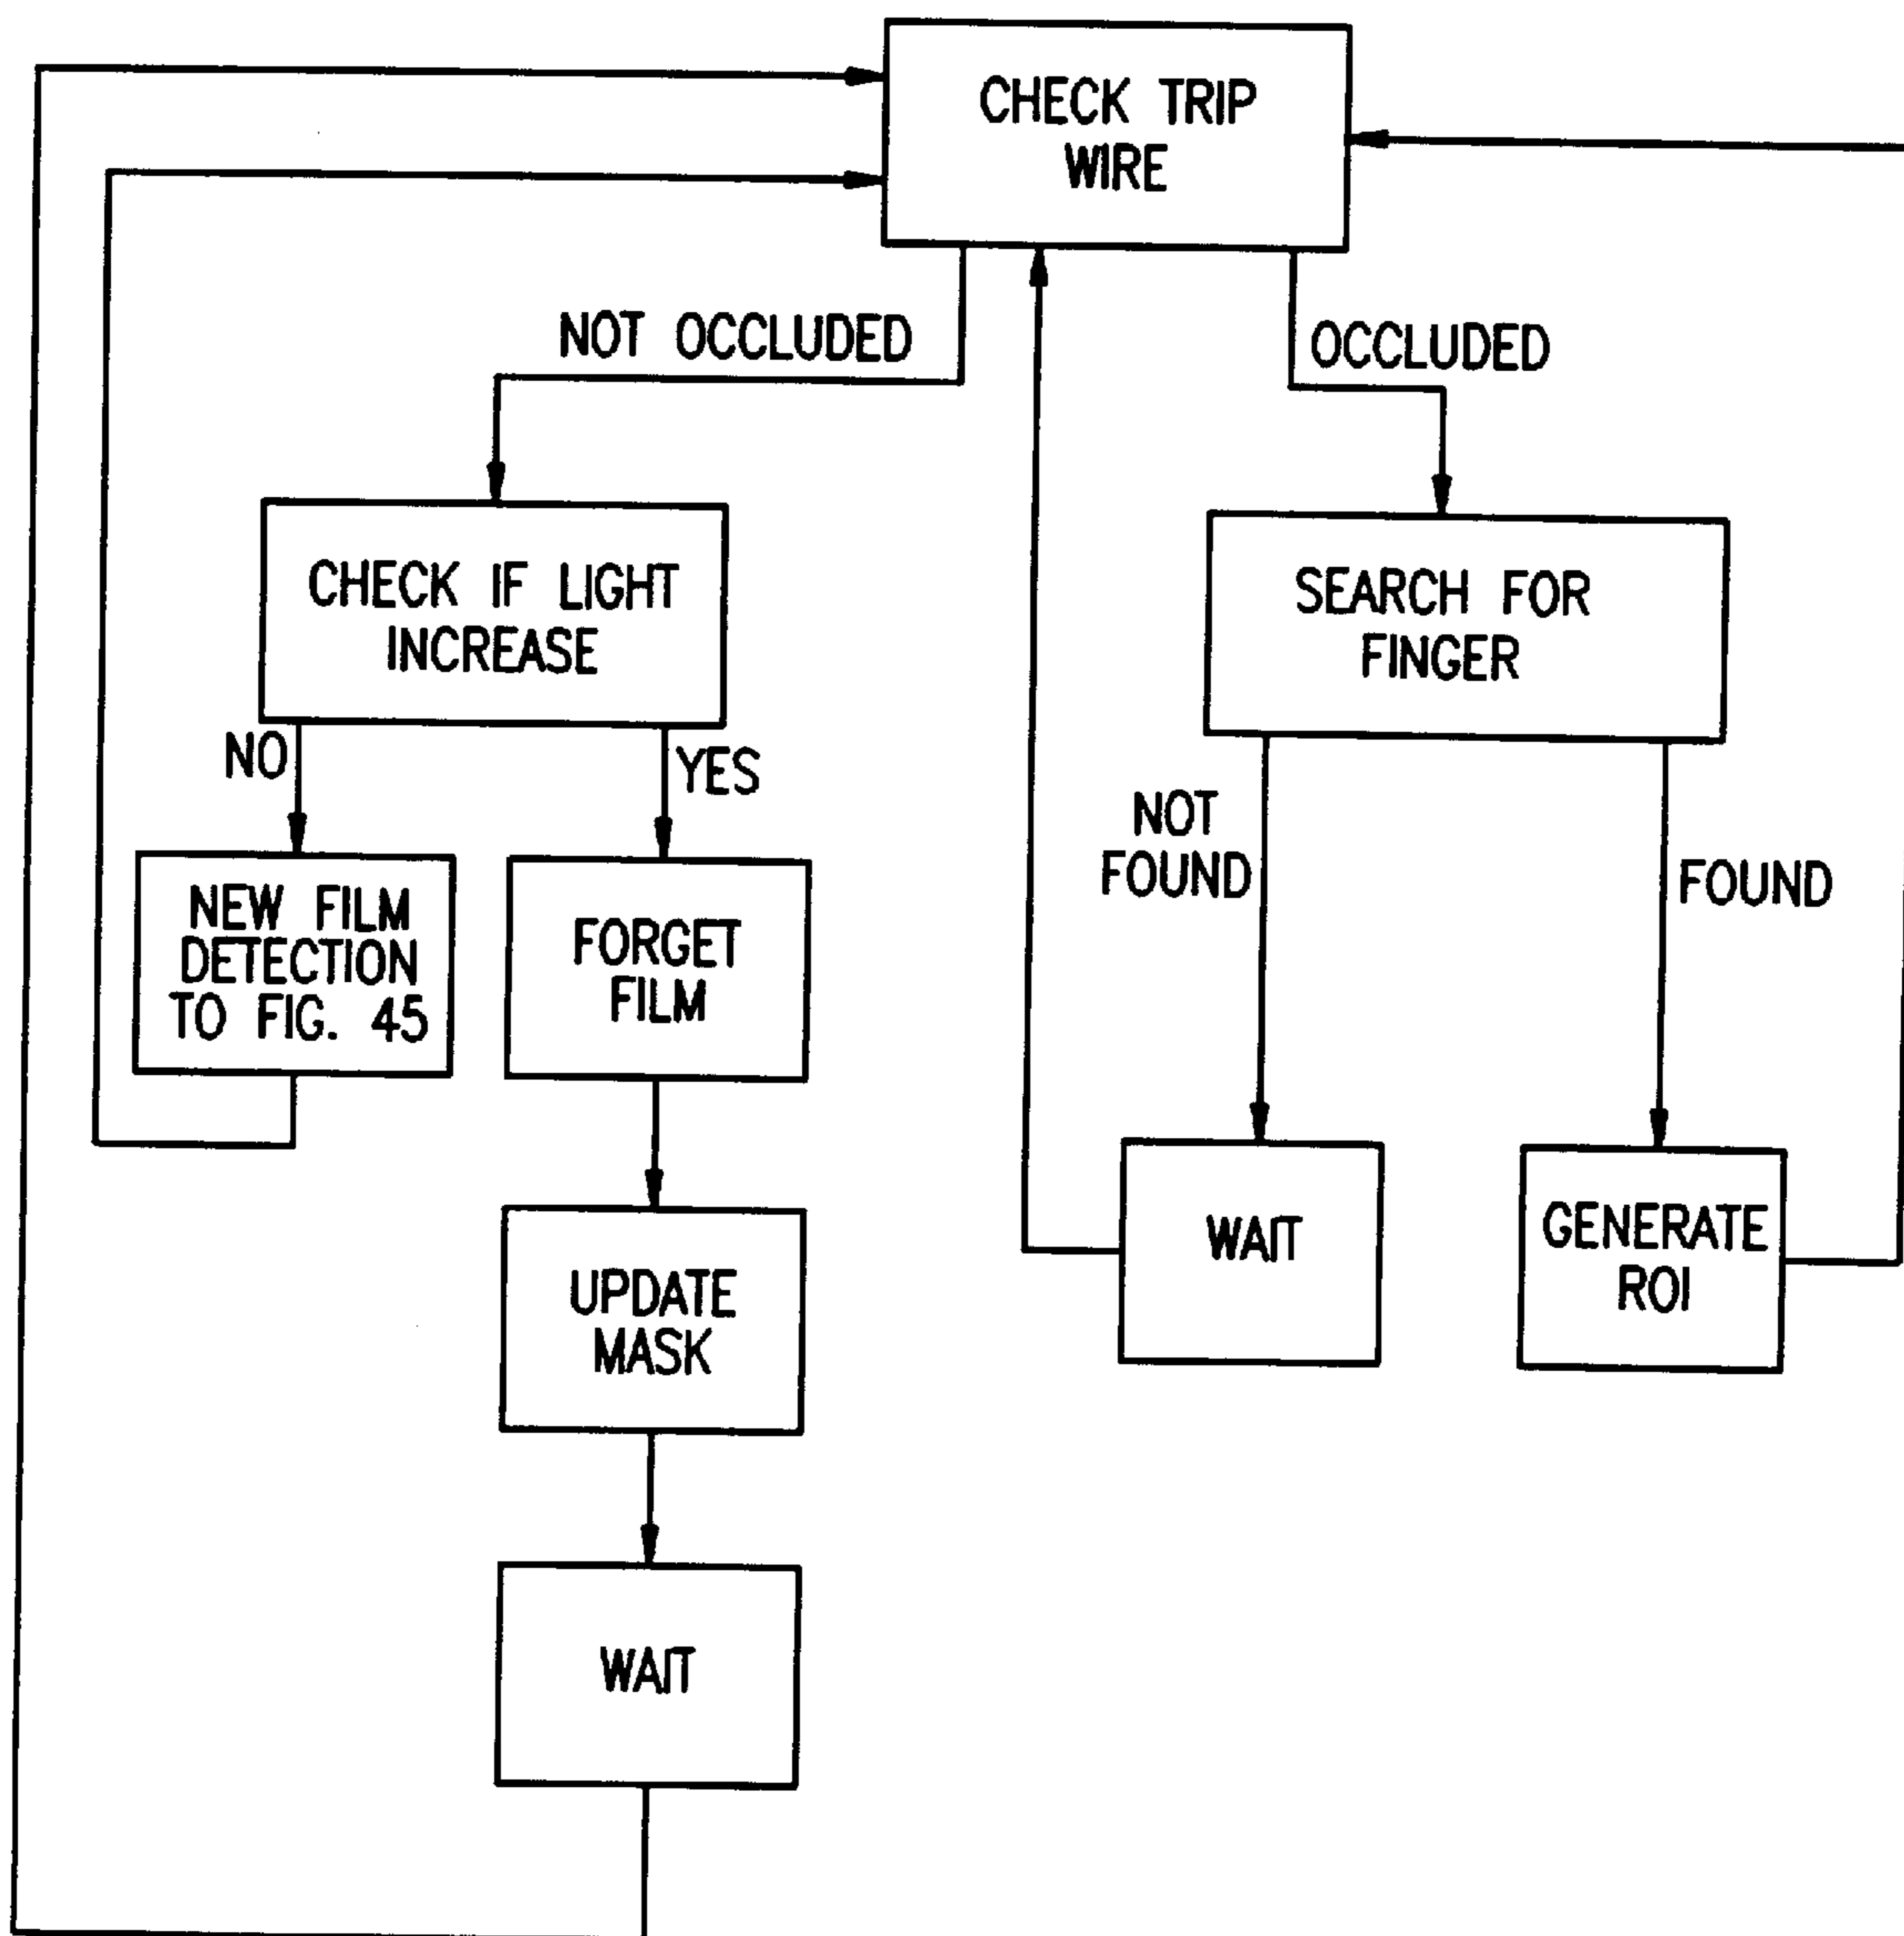 CHECK TRIP
WIRE
NOT OCCLUDED
OCCLUDED
CHECK IF LIGHT
INCREASE
SEARCH FOR
FINGER
NO
YES
NOT
FOUND
FOUND
NEW FILM
DETECTION
TO FIG. 45
FORGET
FILM
WAIT
GENERATE
ROI
UPDATE
MASK
WAIT